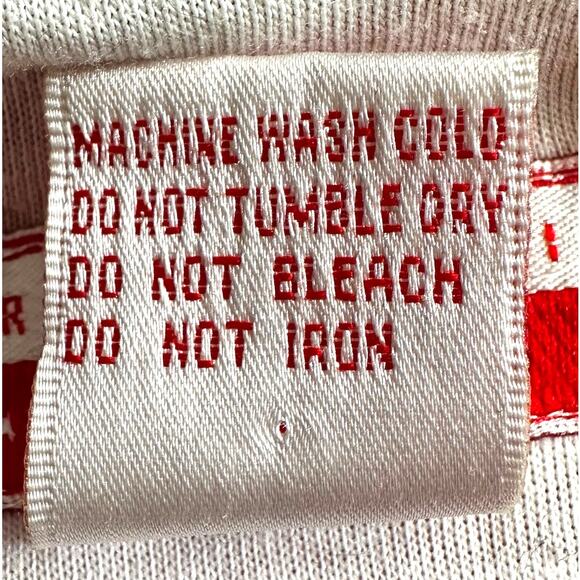 MACHINE WASH COLD
DO NOT TUMBLE DRY
DO NOT BLEACH
DO NOT IRON
R